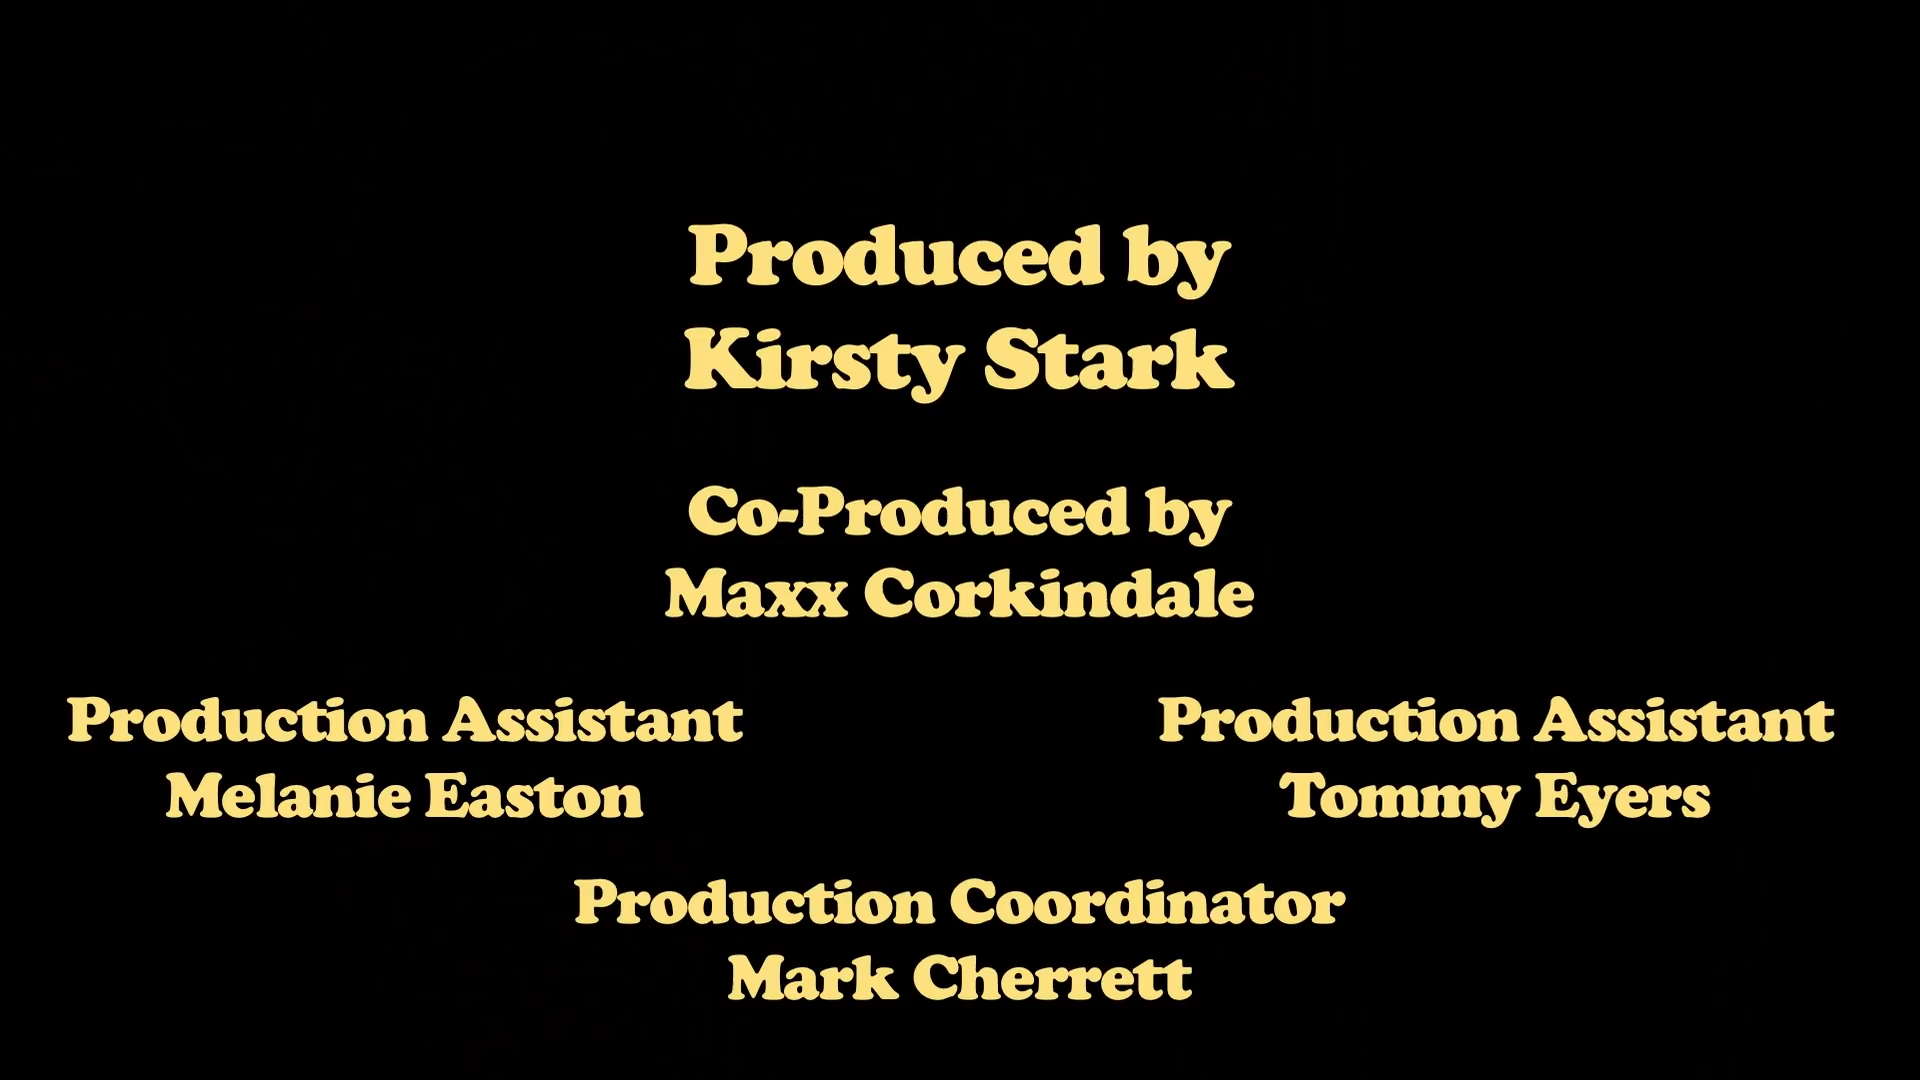 Produced by
Kirsty Stark
Co-Produced by
Maxx Corkindale
Production Assistant
Melanie Easton
Production Assistant
Tommy Eyers
Production Coordinator
Mark Cherrett